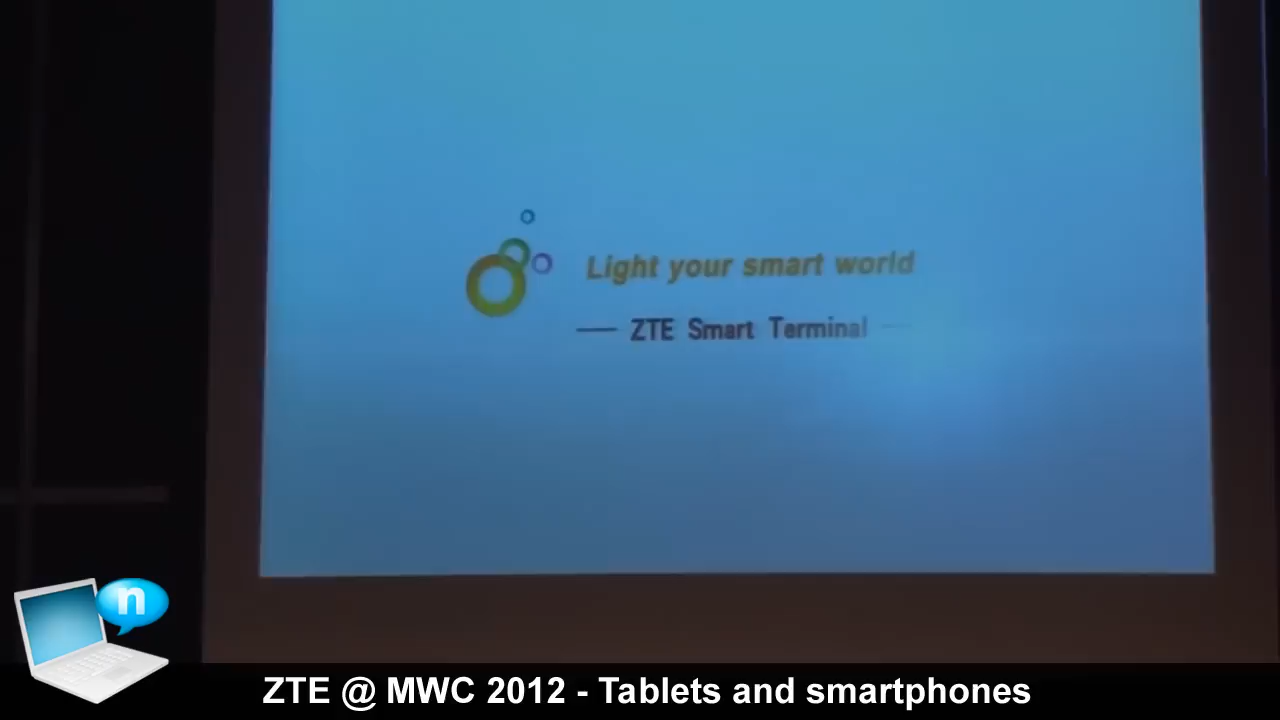 Light your smart world
— ZTE Smart Terminal —
n
ZTE @ MWC 2012 - Tablets and smartphones